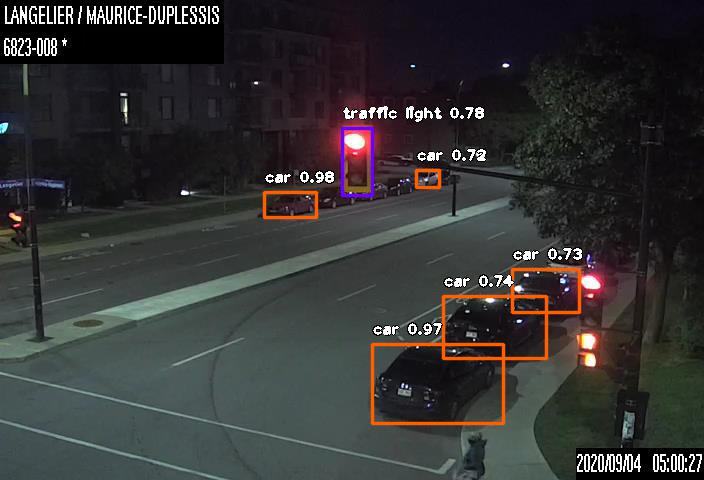 LANGELIER / MAURICE-DUPLESSIS
6823-008 *
traffic light 0.78
car 0.72
car 0.98
car 0.73
car 0.74
car 0.97
2020/09/04 05:00:27